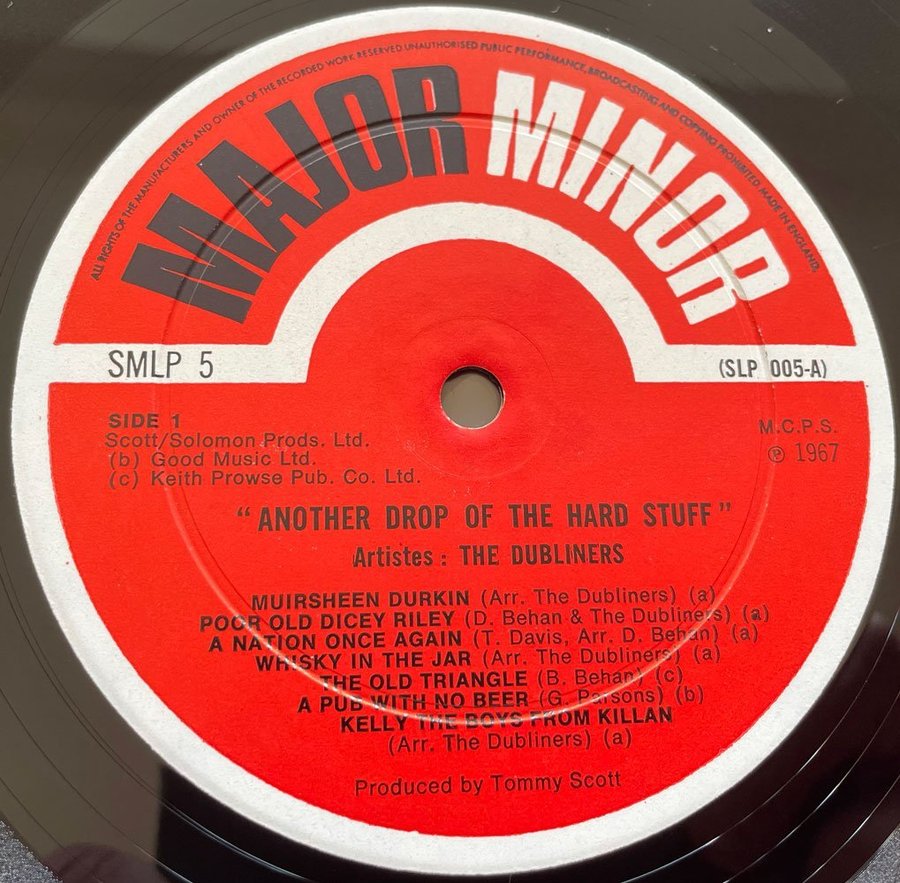 ALL RIGHTS OF THE MANUFACTURERS AND OWNER OF THE RECORDED WORK RESERVED. UNAUTHORISED PUBLIC PERFORMANCE, BROADCASTING AND COPYING PROHIBITED MADE IN ENGLAND.
MAJOR MINOR
SMLP 5 (SLP 005-A)
SIDE 1
Scott/Solomon Prods. Ltd. M.C.P.S.
(b) Good Music Ltd. ℗ 1967
(c) Keith Prowse Pub. Co. Ltd.
"ANOTHER DROP OF THE HARD STUFF"
Artistes : THE DUBLINERS
MUIRSHEEN DURKIN (Arr. The Dubliners) (a)
POOR OLD DICEY RILEY (D. Behan & The Dubliners) (a)
A NATION ONCE AGAIN (T. Davis, Arr. D. Behan) (a)
WHISKY IN THE JAR (Arr. The Dubliners) (a)
THE OLD TRIANGLE (B. Behan) (c)
A PUB WITH NO BEER (G. Parsons) (b)
KELLY THE BOYS FROM KILLAN
(Arr. The Dubliners) (a)
Produced by Tommy Scott